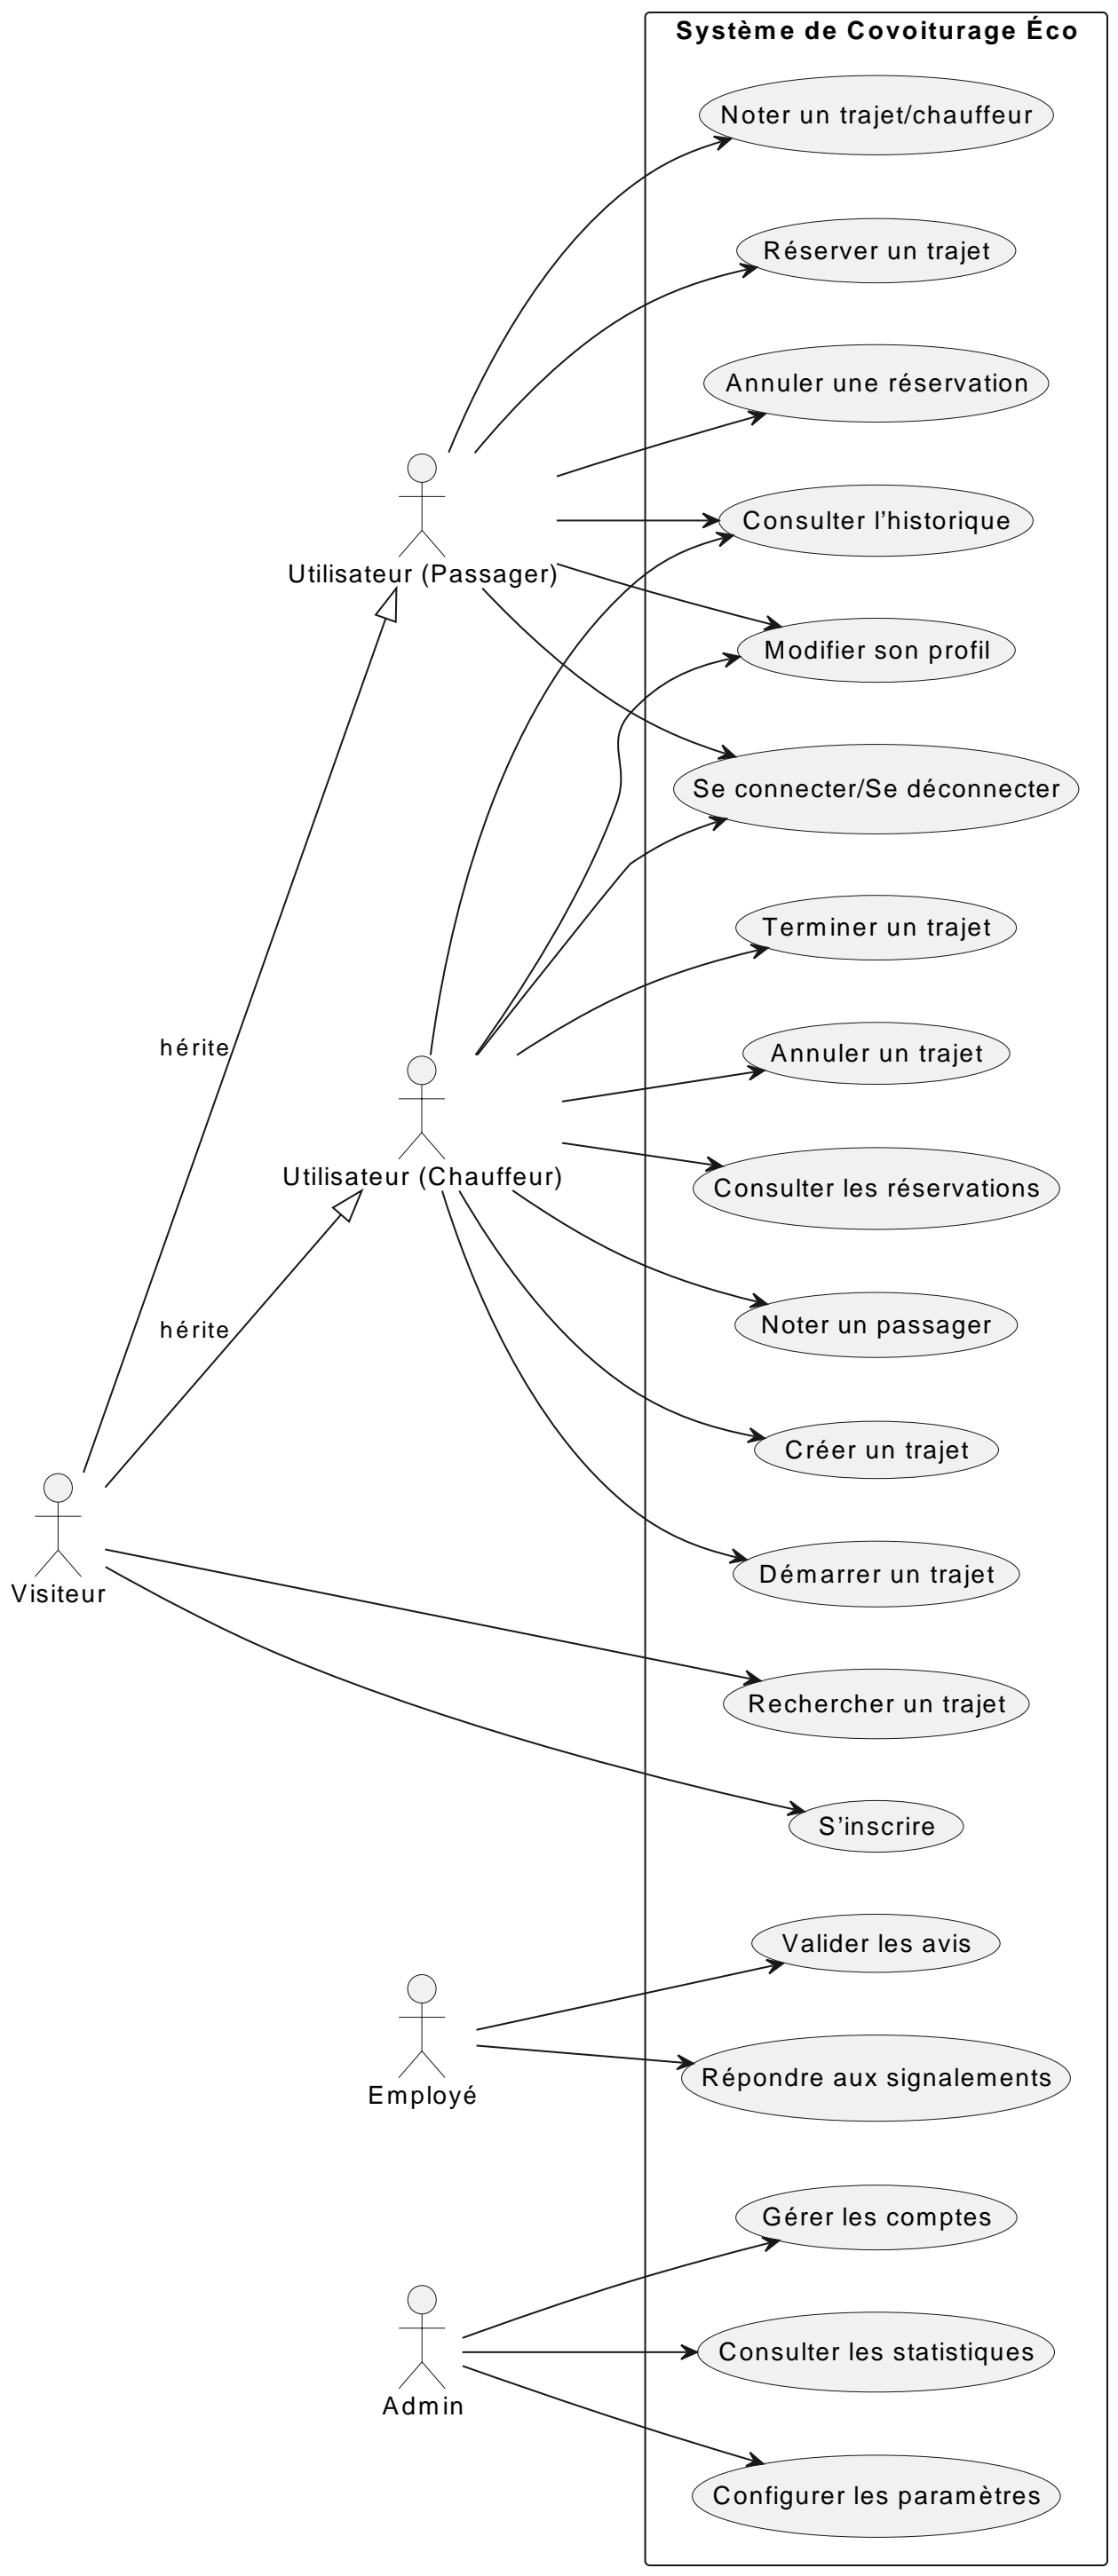 Système de Covoiturage Éco
Noter un trajet/chauffeur
Réserver un trajet
Annuler une réservation
Consulter l'historique
Utilisateur (Passager)
Modifier son profil
Se connecter/Se déconnecter
Terminer un trajet
hérite
Annuler un trajet
Utilisateur (Chauffeur)
Consulter les réservations
hérite
Noter un passager
Créer un trajet
Démarrer un trajet
Visiteur
Rechercher un trajet
S'inscrire
Valider les avis
Répondre aux signalements
Employé
Gérer les comptes
Consulter les statistiques
Admin
Configurer les paramètres